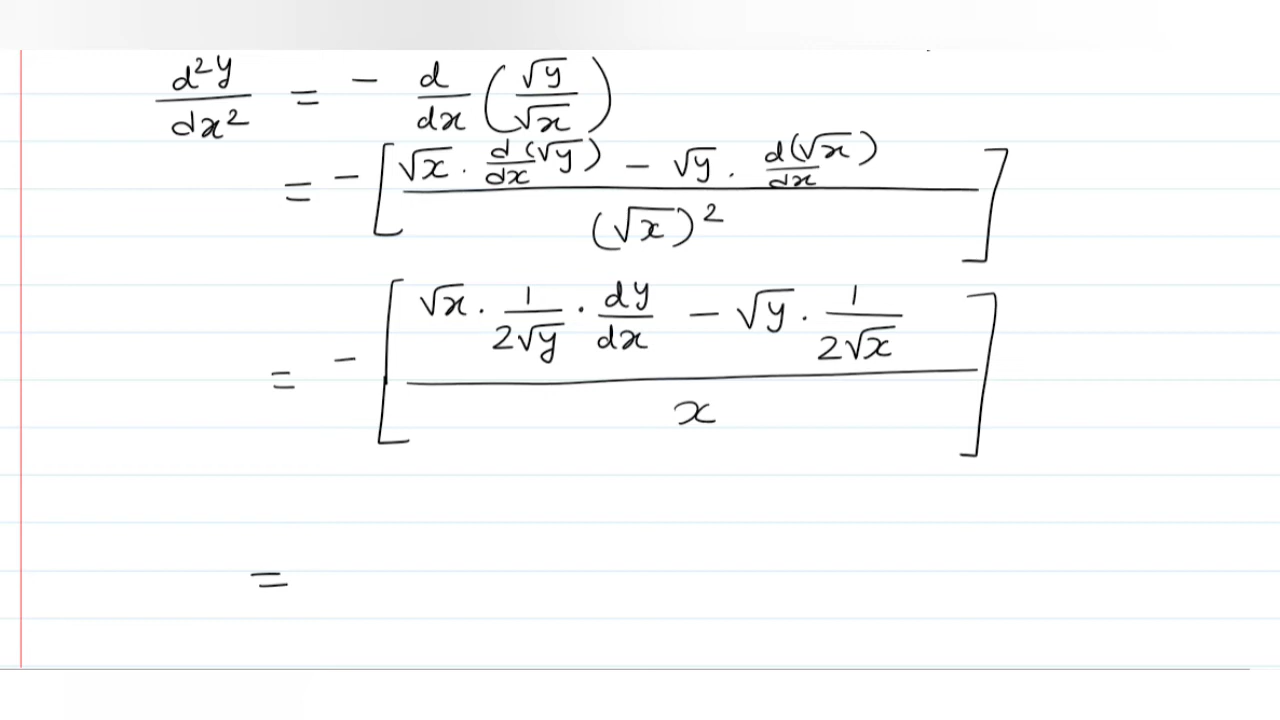 d²y/dx² = - d/dx (√y/√x)
= - [ (√x · d/dx (√y) - √y · d(√x)/dx) / (√x)² ]
= - [ (√x · 1/(2√y) · dy/dx - √y · 1/(2√x)) / x ]
=